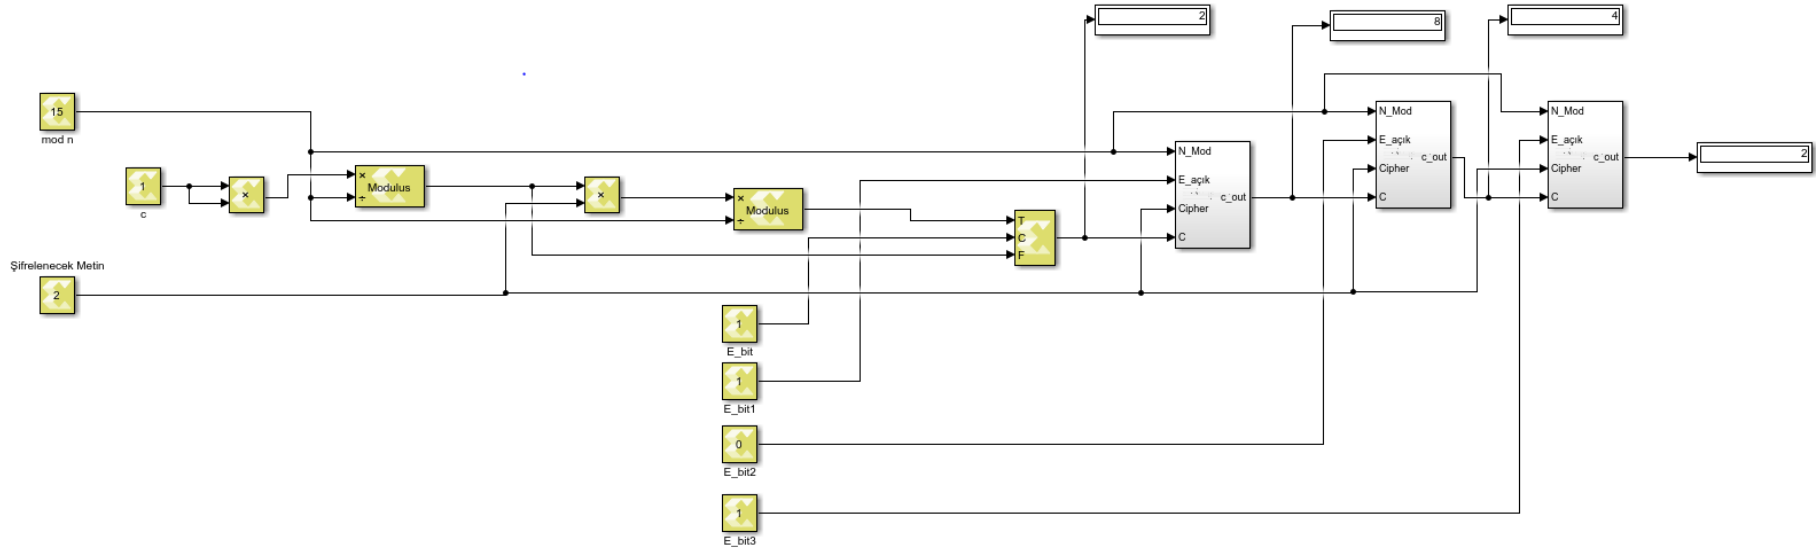 2
8
4
15
mod n
1
c
×
×
÷
Modulus
×
×
÷
Modulus
T
C
F
N_Mod
E_açık
Cipher
C
c_out
N_Mod
E_açık
Cipher
C
c_out
N_Mod
E_açık
Cipher
C
c_out
2
Şifrelenecek Metin
2
1
E_bit
1
E_bit1
0
E_bit2
1
E_bit3